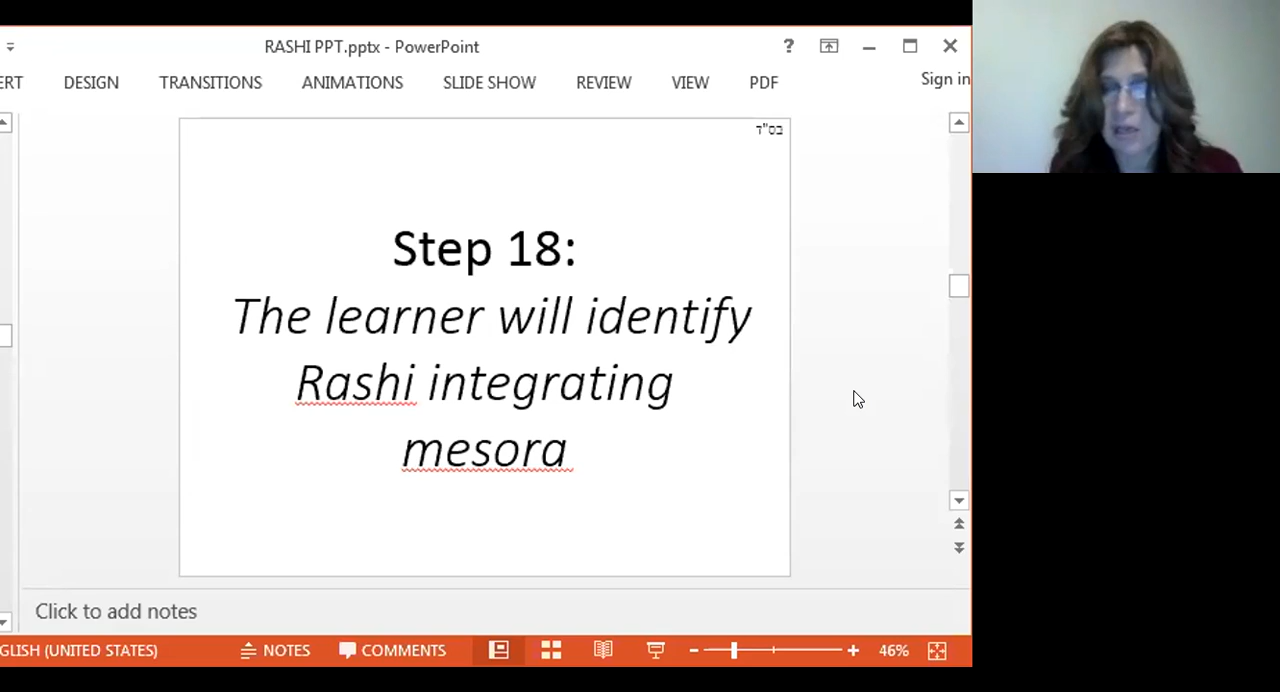 RASHI PPT.pptx - PowerPoint
?
ERT DESIGN TRANSITIONS ANIMATIONS SLIDE SHOW REVIEW VIEW PDF Sign in
בס"ד
Step 18:
The learner will identify
Rashi integrating
mesora
Click to add notes
GLISH (UNITED STATES) NOTES COMMENTS 46%